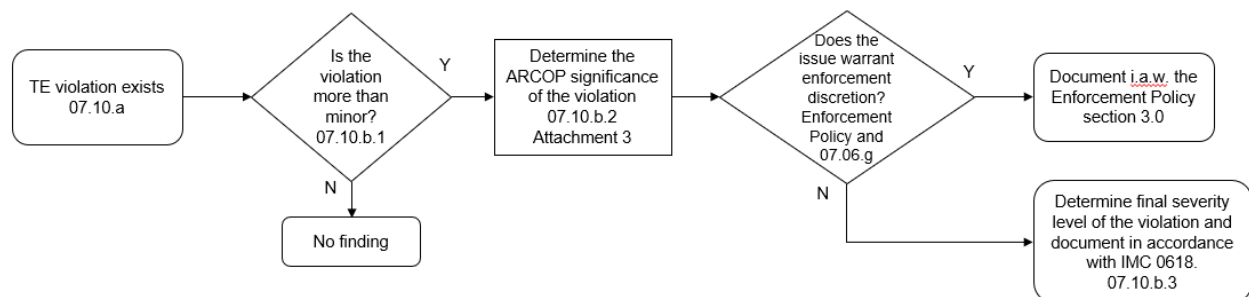 TE violation exists
07.10.a
Is the
violation
more than
minor?
07.10.b.1
Y
N
No finding
Determine the
ARCOP significance
of the violation
07.10.b.2
Attachment 3
Does the
issue warrant
enforcement
discretion?
Enforcement
Policy and
07.06.g
Y
N
Document i.a.w. the
Enforcement Policy
section 3.0
Determine final severity
level of the violation and
document in accordance
with IMC 0618.
07.10.b.3